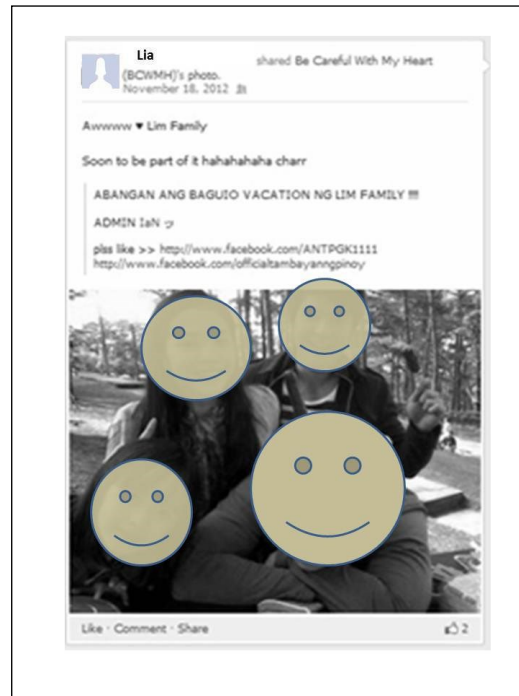 Lia shared Be Careful With My Heart
(BCWMH)'s photo.
November 18, 2012
Awwww ♥ Lim Family
Soon to be part of it hahahahaha charr
ABANGAN ANG BAGUIO VACATION NG LIM FAMILY !!!!
ADMIN IaN ッ
plss like >> http://www.facebook.com/ANTPGK1111
http://www.facebook.com/officialtambayanngpinoy
Like · Comment · Share 2